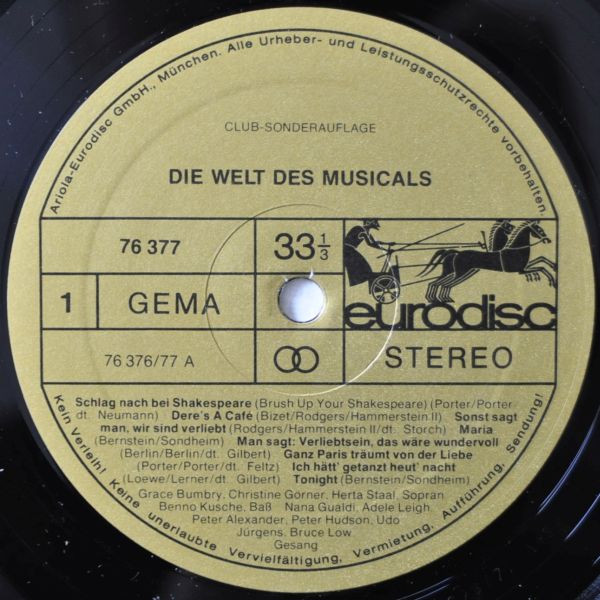 Ariola-Eurodisc GmbH., München. Alle Urheber- und Leistungsschutzrechte vorbehalten.
CLUB-SONDERAUFLAGE
DIE WELT DES MUSICALS
76 377
33 1/3
1
GEMA
eurodisc
76 376/77 A
STEREO
Schlag nach bei Shakespeare (Brush Up Your Shakespeare) (Porter/Porter
dt. Neumann) Dere's A Café (Bizet/Rodgers/Hammerstein II) Sonst sagt
man, wir sind verliebt (Rodgers/Hammerstein II/dt. Storch) Maria
(Bernstein/Sondheim) Man sagt: Verliebtsein, das wäre wundervoll
(Berlin/Berlin/dt. Gilbert) Ganz Paris träumt von der Liebe
(Porter/Porter/dt. Feltz) Ich hätt' getanzt heut' nacht
(Loewe/Lerner/dt. Gilbert) Tonight (Bernstein/Sondheim)
Grace Bumbry, Christine Görner, Herta Staal, Sopran
Benno Kusche, Baß Nana Gualdi, Adele Leigh,
Peter Alexander, Peter Hudson, Udo
Jürgens, Bruce Low
Gesang
Kein Verleih! Keine unerlaubte Vervielfältigung, Vermietung, Aufführung, Sendung!